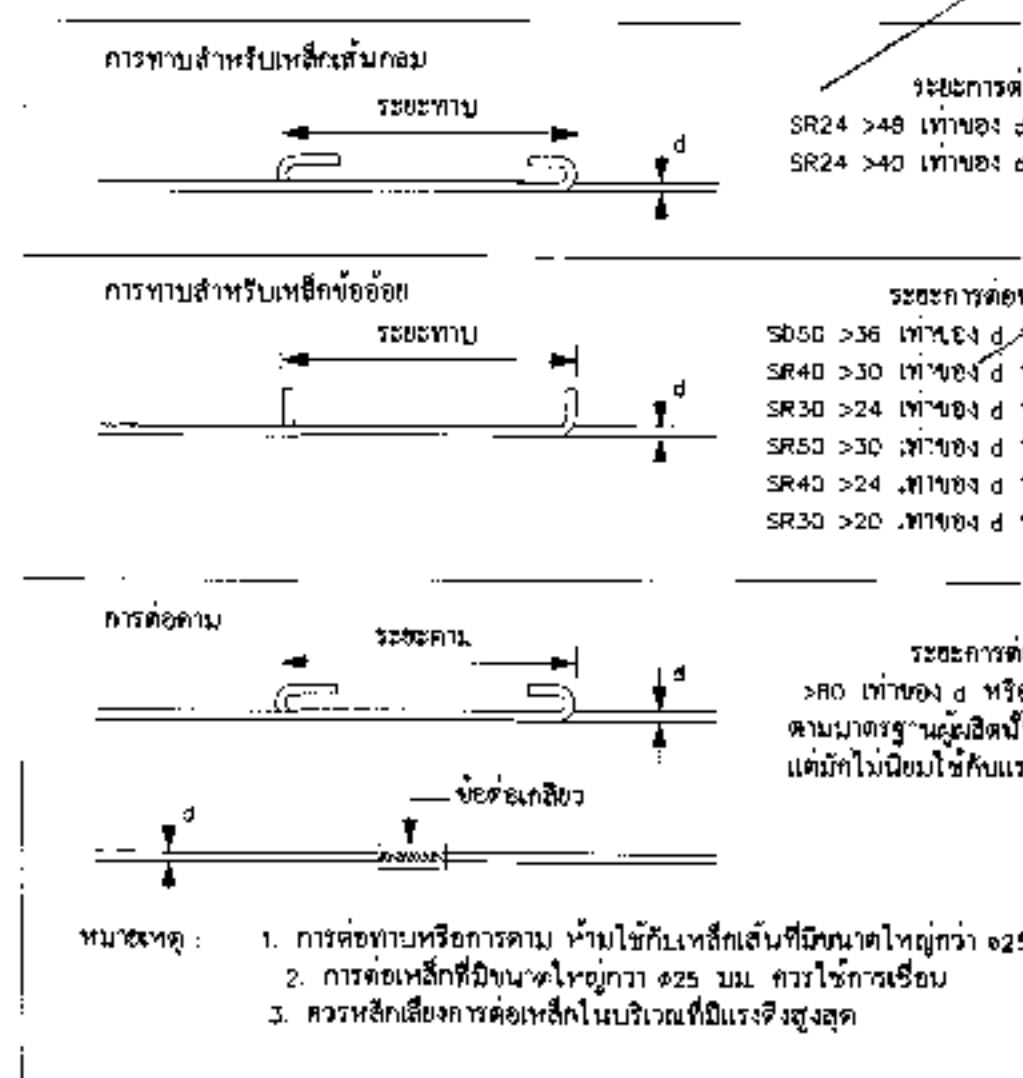 การทาบสำหรับเหล็กเส้นกลม
ระยะทาบ
d
ระยะการต่
SR24 >48 เท่าของ d
SR24 >40 เท่าของ d
การทาบสำหรับเหล็กข้ออ้อย
ระยะทาบ
d
ระยะการต่อ
SD50 >36 เท่าของ d
SR40 >30 เท่าของ d
SR30 >24 เท่าของ d
SR50 >30 เท่าของ d
SR40 >24 เท่าของ d
SR30 >20 เท่าของ d
การต่อดาม
ระยะดาม
d
ระยะการต่
>80 เท่าของ d หรือ
ตามมาตรฐานผู้ผลิตนั้
แต่มักไม่นิยมใช้กับแร
ข้อต่อเกลียว
d
หมายเหตุ :
1. การต่อทาบหรือการดาม ห้ามใช้กับเหล็กเส้นที่มีขนาดใหญ่กว่า ø25
2. การต่อเหล็กที่มีขนาดใหญ่กว่า ø25 มม. ควรใช้การเชื่อม
3. ควรหลีกเลี่ยงการต่อเหล็กในบริเวณที่มีแรงดึงสูงสุด